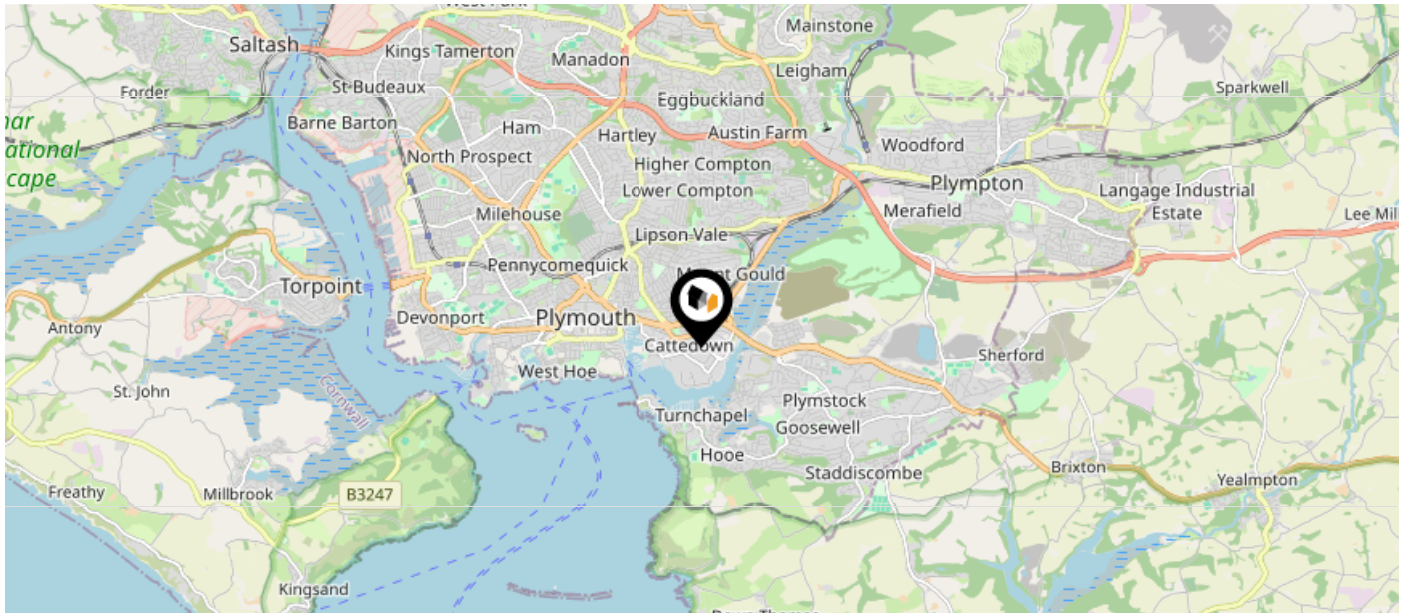 West Park
Mainstone
Saltash
Kings Tamerton
Manadon
Leigham
St Budeaux
Forder
Sparkwell
Eggbuckland
Barne Barton
Ham
Hartley
Austin Farm
ational
cape
North Prospect
Woodford
Higher Compton
Lower Compton
Plympton
Langage Industrial
Estate
Milehouse
Merafield
Lee Mil
Lipson Vale
Pennycomequick
Mount Gould
Torpoint
Devonport
Plymouth
Antony
Cattedown
Sherford
West Hoe
St. John
Cornwall
Plymstock
Turnchapel
Goosewell
Hooe
Staddiscombe
Brixton
Yealmpton
Freathy
Millbrook
B3247
Kingsand